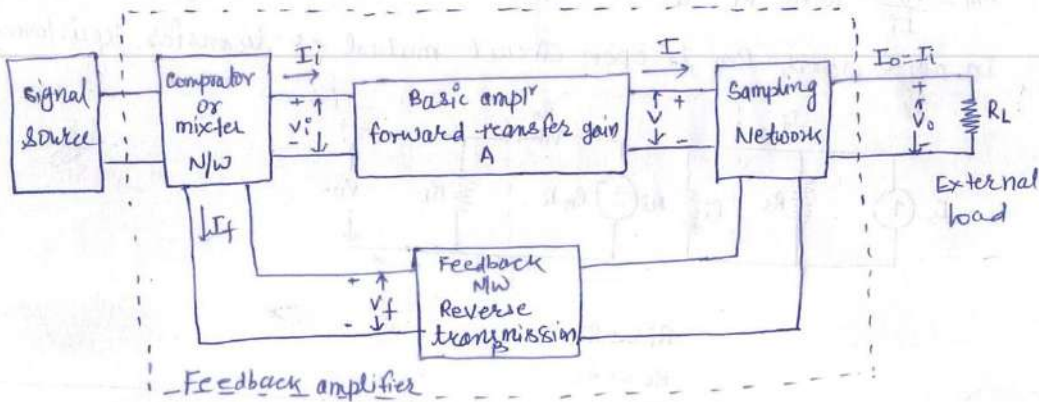 Signal
source
Comprator
or
mixter
N/W
Ii
+
Vi
-
Basic amplr
forward-transfer gain
A
I
+
V
-
Sampling
Network
Io=Ii
+
Vo
-
RL
External
load
If
+
Vf
-
Feedback
N/W
Reverse
transmission
β
Feedback amplifier